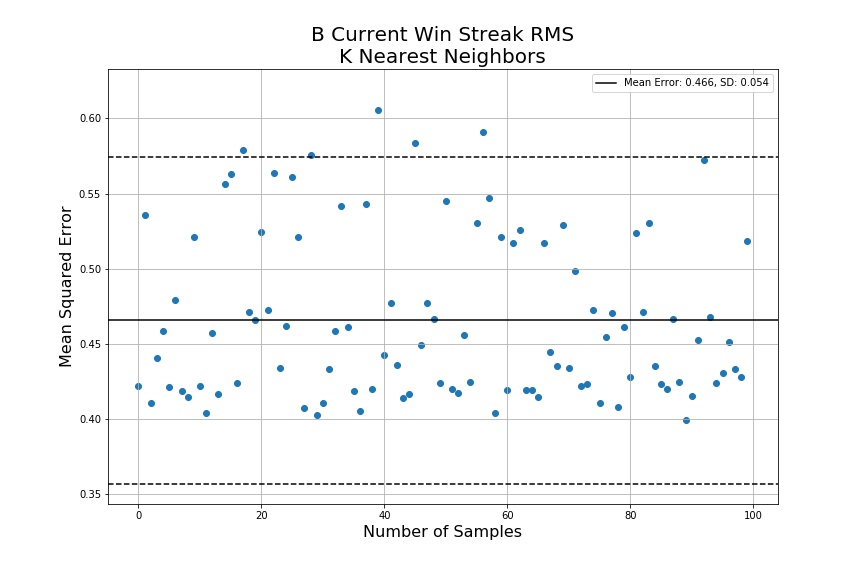 B Current Win Streak RMS
K Nearest Neighbors
Mean Error: 0.466, SD: 0.054
Mean Squared Error
0.60
0.55
0.50
0.45
0.40
0.35
0 20 40 60 80 100
Number of Samples